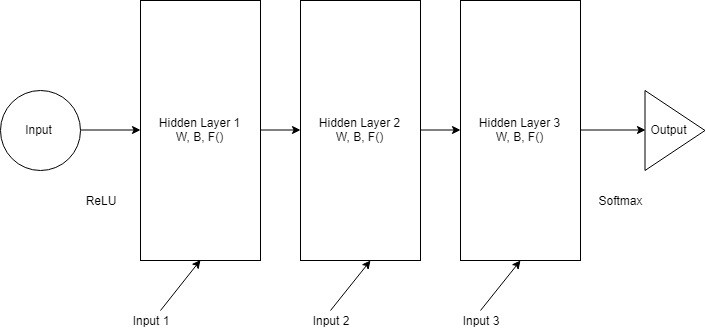 Input
Hidden Layer 1
W, B, F()
Hidden Layer 2
W, B, F()
Hidden Layer 3
W, B, F()
Output
ReLU
Softmax
Input 1
Input 2
Input 3